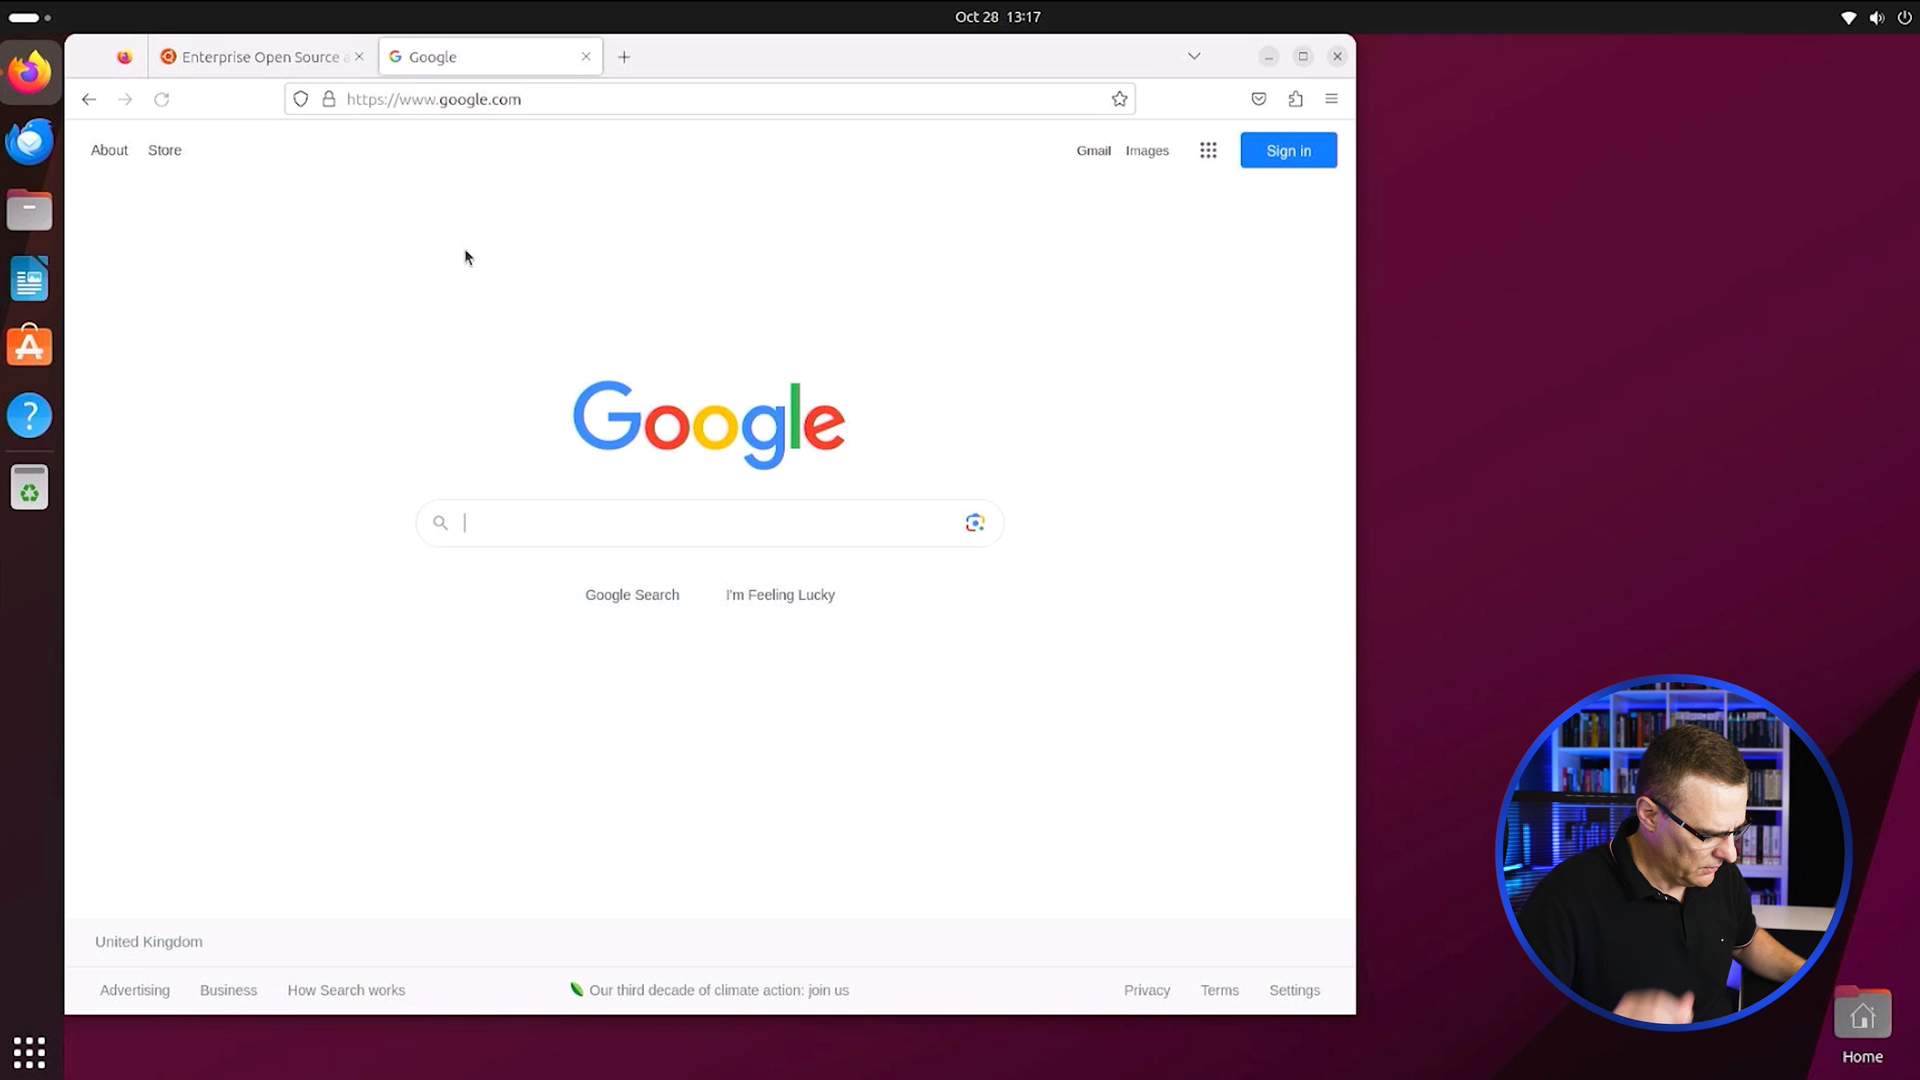 Oct 28 13:17
Enterprise Open Source a
Google
https://www.google.com
About Store
Gmail Images Sign in
Google
Google Search I'm Feeling Lucky
United Kingdom
Advertising Business How Search works
Our third decade of climate action: join us
Privacy Terms Settings
Home